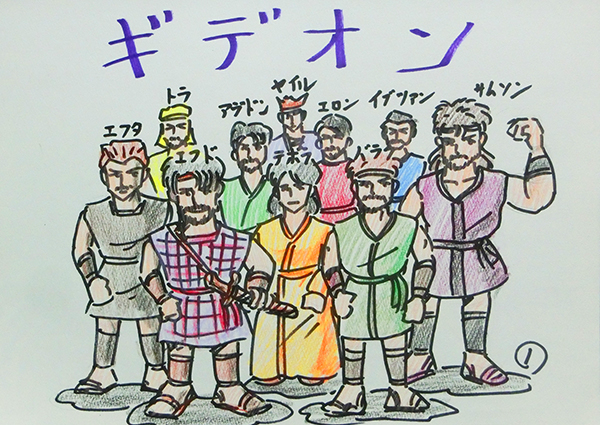 ギデオン
トラ
ヤイル
サムソン
アブドン
エロン
イブツァン
エフタ
エフド
デボラ
バラク
①